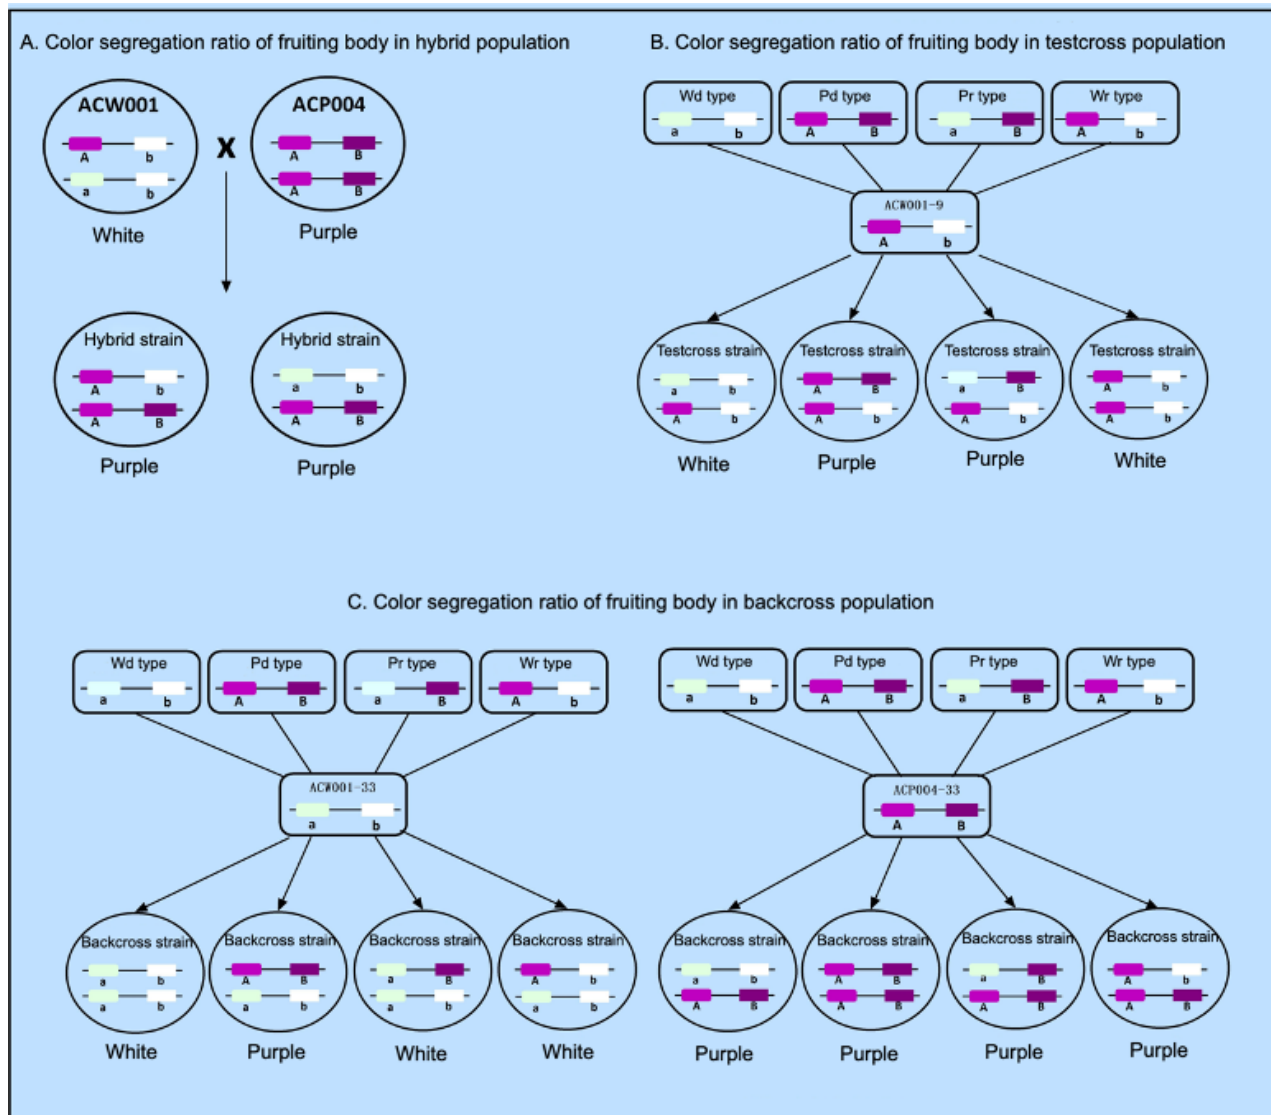 A. Color segregation ratio of fruiting body in hybrid population
ACW001
A b
a b
White
X
ACP004
A B
A B
Purple
Hybrid strain
A b
A B
Purple
Hybrid strain
a b
A B
Purple
B. Color segregation ratio of fruiting body in testcross population
Wd type
a b
Pd type
A B
Pr type
a B
Wr type
A b
ACW001-9
A b
Testcross strain
a b
A b
White
Testcross strain
A B
A b
Purple
Testcross strain
a B
A b
Purple
Testcross strain
A b
A b
White
C. Color segregation ratio of fruiting body in backcross population
Wd type
a b
Pd type
A B
Pr type
a B
Wr type
A b
ACW001-33
a b
Backcross strain
a b
a b
White
Backcross strain
A B
a b
Purple
Backcross strain
a B
a b
White
Backcross strain
A b
a b
White
Wd type
a b
Pd type
A B
Pr type
a B
Wr type
A b
ACP004-33
A B
Backcross strain
a b
A B
Purple
Backcross strain
A B
A B
Purple
Backcross strain
a B
A B
Purple
Backcross strain
A b
A B
Purple